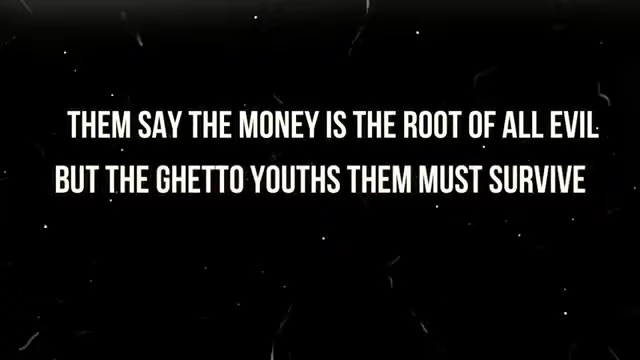 THEM SAY THE MONEY IS THE ROOT OF ALL EVIL
BUT THE GHETTO YOUTHS THEM MUST SURVIVE